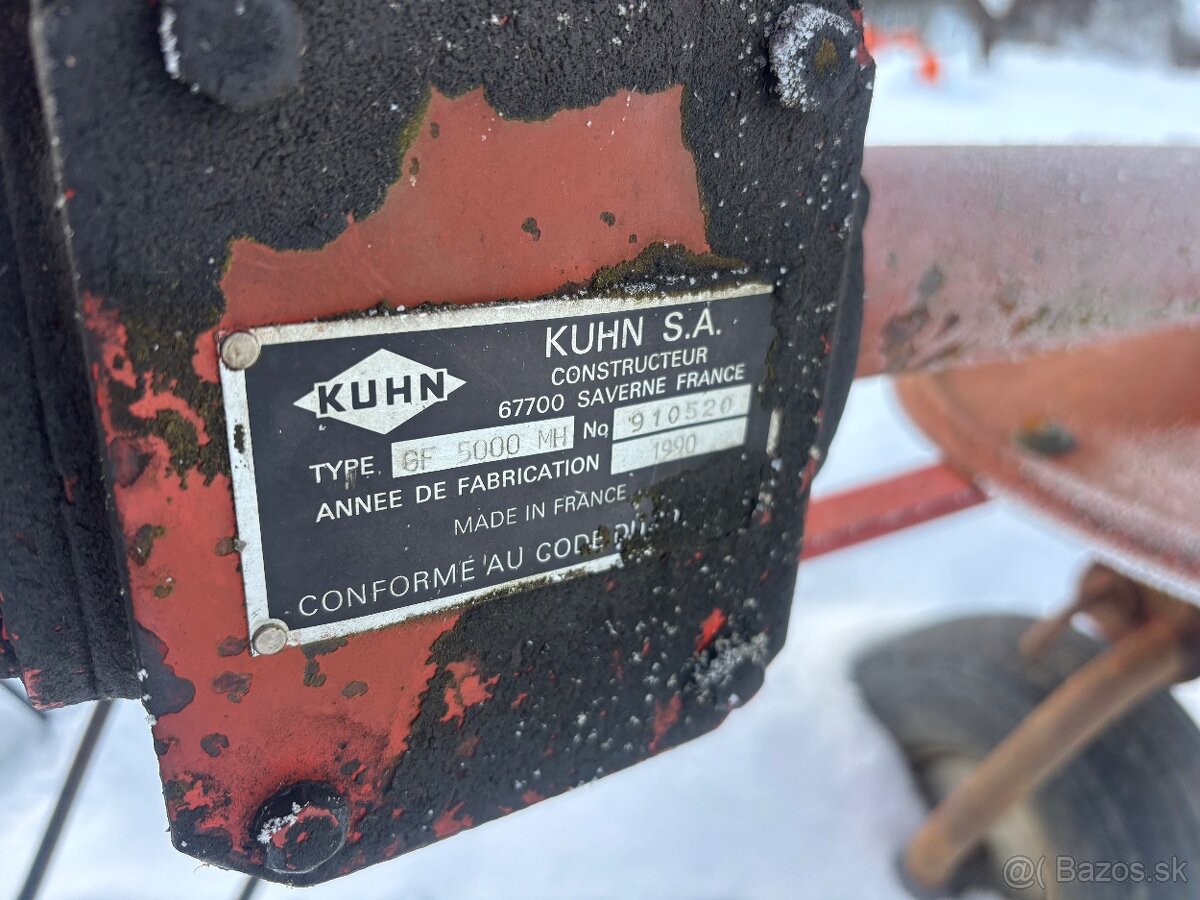 KUHN
KUHN S.A.
CONSTRUCTEUR
67700 SAVERNE FRANCE
TYPE GF 5000 MH No 910520
ANNEE DE FABRICATION 1990
MADE IN FRANCE
CONFORME AU CODE DU
@( Bazos.sk